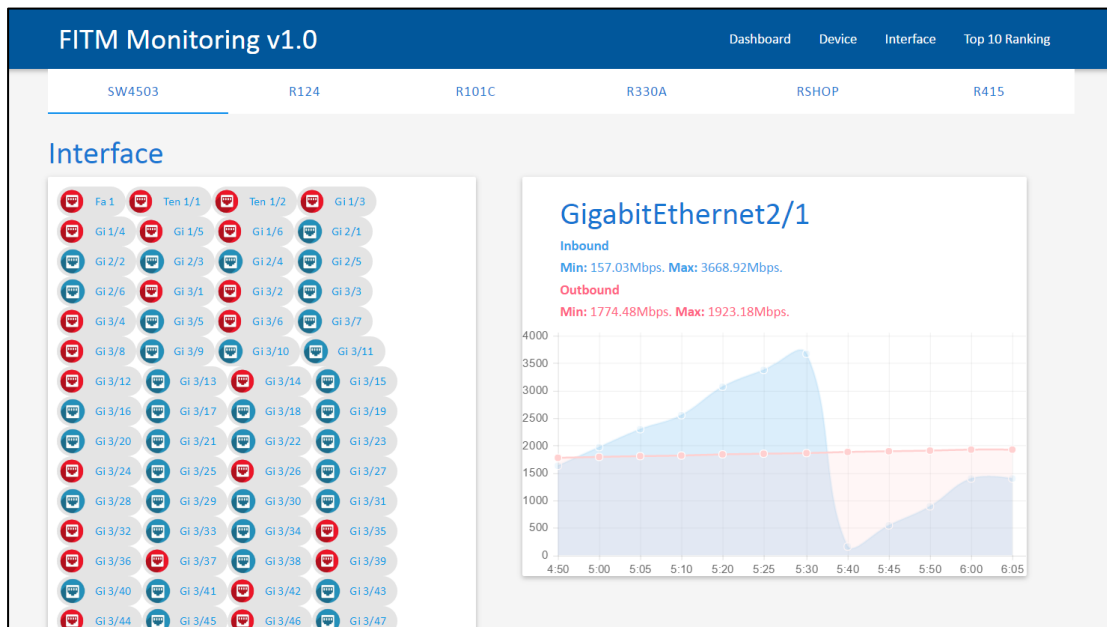 FITM Monitoring v1.0
Dashboard Device Interface Top 10 Ranking
SW4503 R124 R101C R330A RSHOP R415
Interface
Fa 1 Ten 1/1 Ten 1/2 Gi 1/3
Gi 1/4 Gi 1/5 Gi 1/6 Gi 2/1
Gi 2/2 Gi 2/3 Gi 2/4 Gi 2/5
Gi 2/6 Gi 3/1 Gi 3/2 Gi 3/3
Gi 3/4 Gi 3/5 Gi 3/6 Gi 3/7
Gi 3/8 Gi 3/9 Gi 3/10 Gi 3/11
Gi 3/12 Gi 3/13 Gi 3/14 Gi 3/15
Gi 3/16 Gi 3/17 Gi 3/18 Gi 3/19
Gi 3/20 Gi 3/21 Gi 3/22 Gi 3/23
Gi 3/24 Gi 3/25 Gi 3/26 Gi 3/27
Gi 3/28 Gi 3/29 Gi 3/30 Gi 3/31
Gi 3/32 Gi 3/33 Gi 3/34 Gi 3/35
Gi 3/36 Gi 3/37 Gi 3/38 Gi 3/39
Gi 3/40 Gi 3/41 Gi 3/42 Gi 3/43
Gi 3/44 Gi 3/45 Gi 3/46 Gi 3/47
GigabitEthernet2/1
Inbound
Min: 157.03Mbps. Max: 3668.92Mbps.
Outbound
Min: 1774.48Mbps. Max: 1923.18Mbps.
4000
3500
3000
2500
2000
1500
1000
500
0
4:50 5:00 5:05 5:10 5:20 5:25 5:30 5:40 5:45 5:50 6:00 6:05